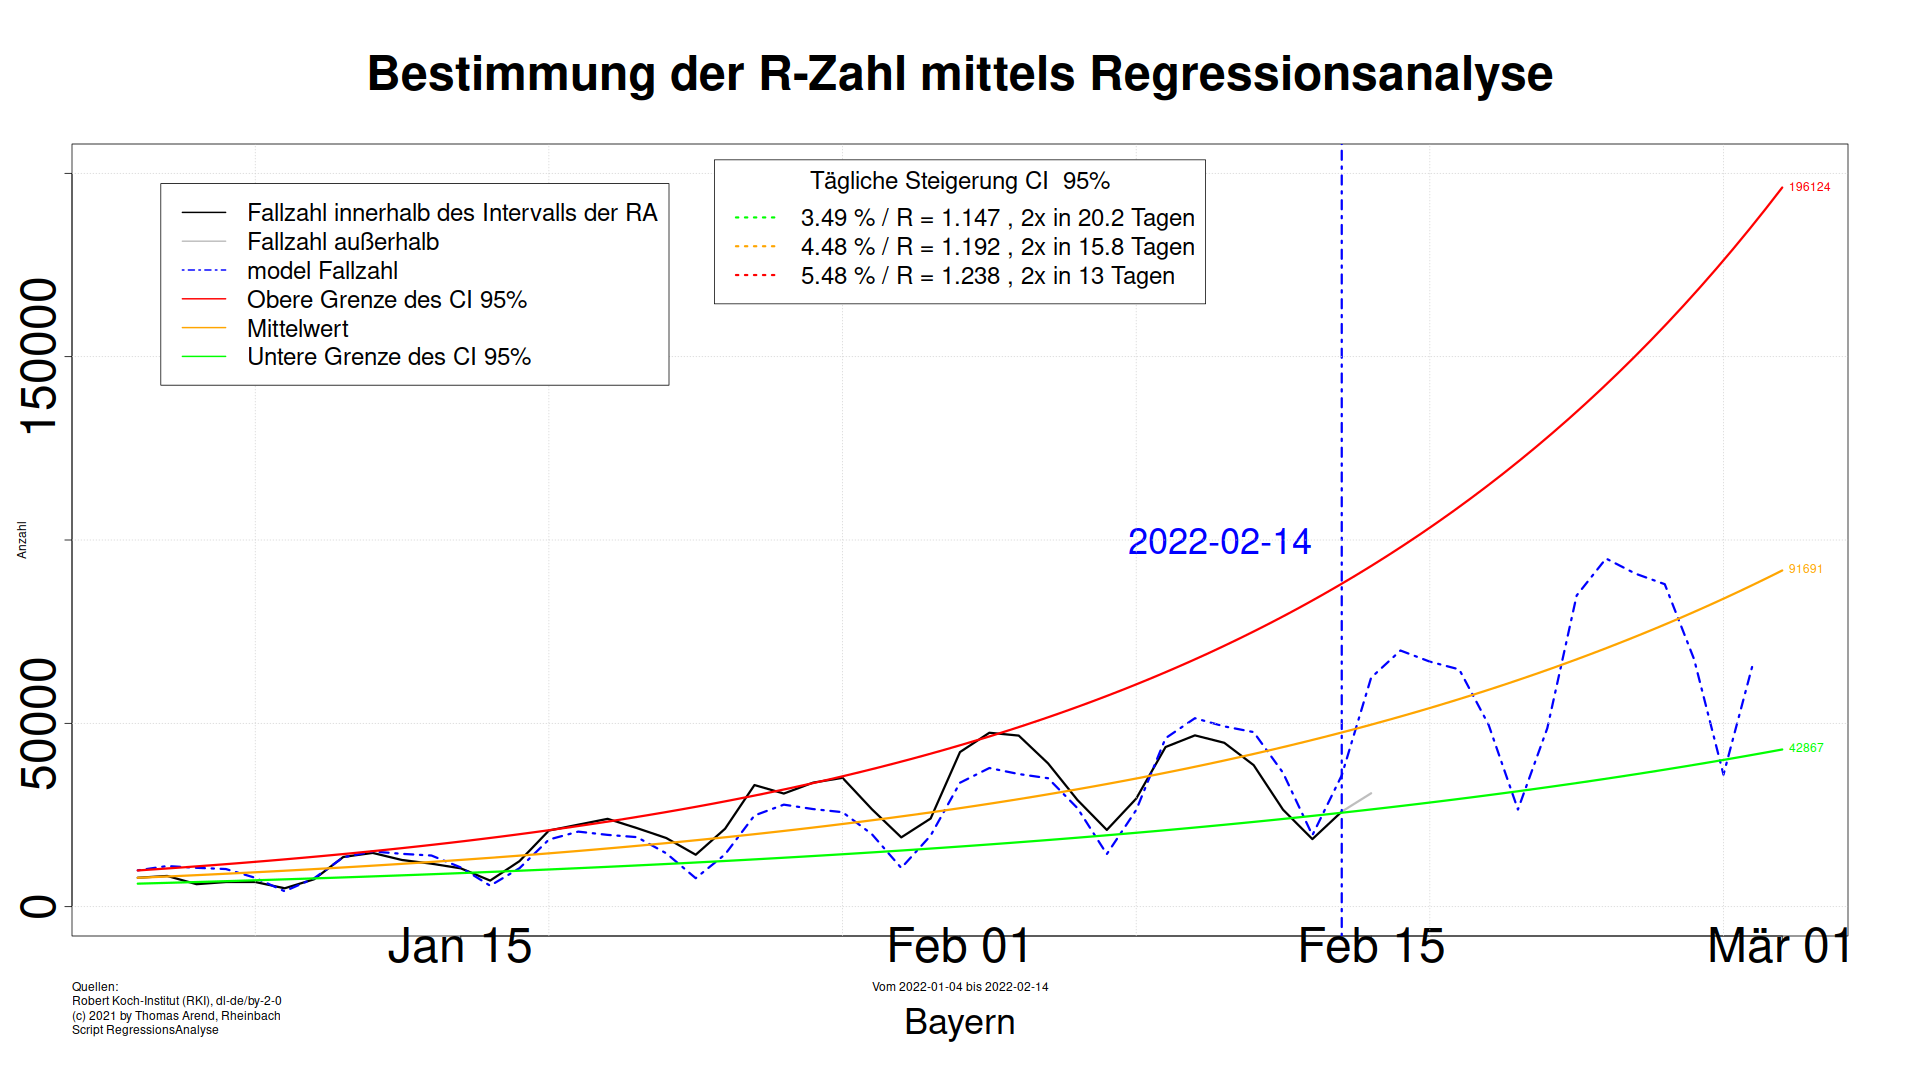 Bestimmung der R-Zahl mittels Regressionsanalyse
Fallzahl innerhalb des Intervalls der RA
Fallzahl außerhalb
model Fallzahl
Obere Grenze des CI 95%
Mittelwert
Untere Grenze des CI 95%
Tägliche Steigerung CI 95%
3.49 % / R = 1.147 , 2x in 20.2 Tagen
4.48 % / R = 1.192 , 2x in 15.8 Tagen
5.48 % / R = 1.238 , 2x in 13 Tagen
196124
91691
42867
2022-02-14
150000
50000
0
Anzahl
Jan 15
Feb 01
Feb 15
Mär 01
Quellen:
Robert Koch-Institut (RKI), dl-de/by-2-0
(c) 2021 by Thomas Arend, Rheinbach
Script RegressionsAnalyse
Vom 2022-01-04 bis 2022-02-14
Bayern